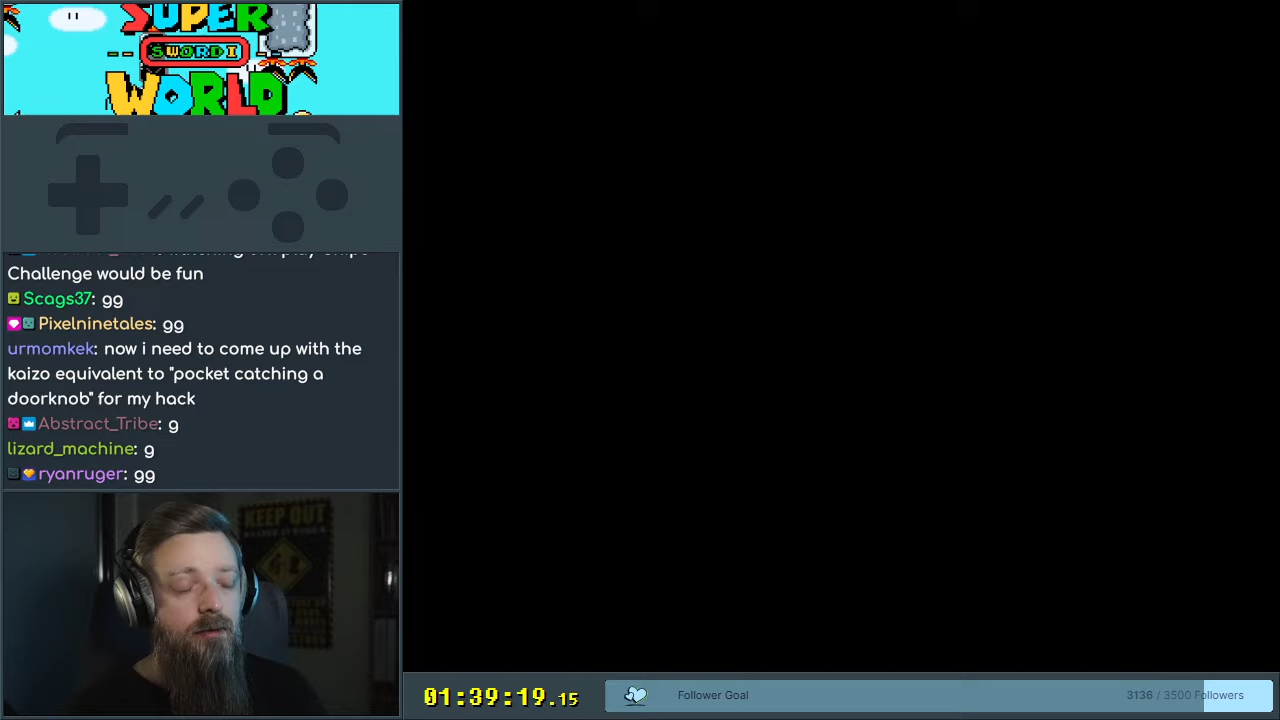 SUPER
-- SWORDI --
WORLD
Challenge would be fun
Scags37: gg
Pixelninetales: gg
urmomkek: now i need to come up with the
kaizo equivalent to "pocket catching a
doorknob" for my hack
Abstract_Tribe: g
lizard_machine: g
ryanruger: gg
KEEP OUT
01:39:19.15
Follower Goal
3136 / 3500 Followers